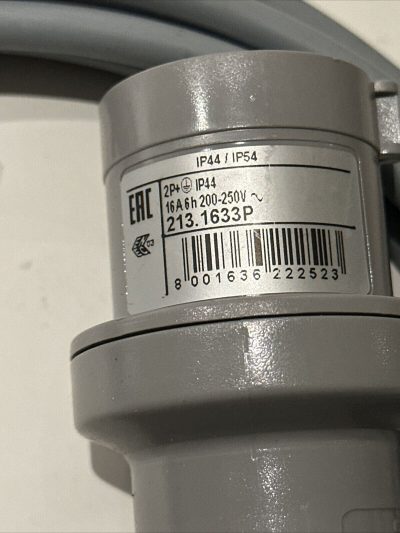 IP44 / IP54
EAC
2P+⏚ IP44
16A 6h 200-250V ~
213.1633P
8 001636 222523